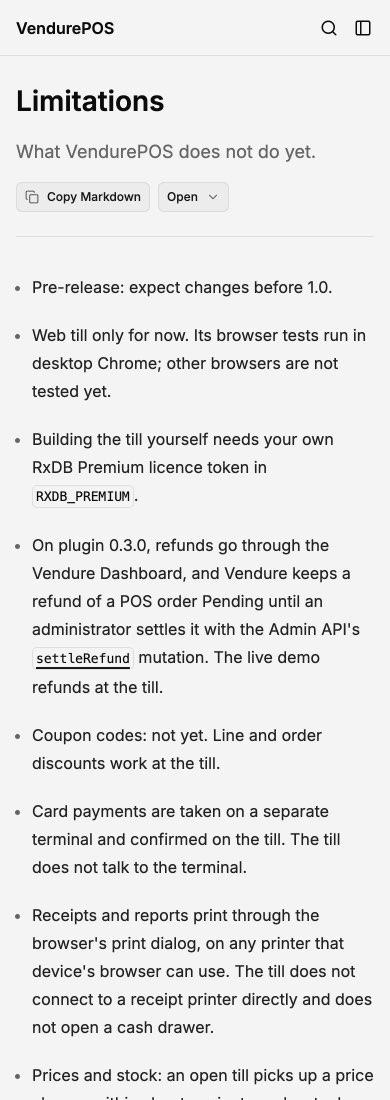 VendurePOS
Limitations
What VendurePOS does not do yet.
Copy Markdown
Open
Pre-release: expect changes before 1.0.
Web till only for now. Its browser tests run in
desktop Chrome; other browsers are not
tested yet.
Building the till yourself needs your own
RxDB Premium licence token in
RXDB_PREMIUM.
On plugin 0.3.0, refunds go through the
Vendure Dashboard, and Vendure keeps a
refund of a POS order Pending until an
administrator settles it with the Admin API's
settleRefund mutation. The live demo
refunds at the till.
Coupon codes: not yet. Line and order
discounts work at the till.
Card payments are taken on a separate
terminal and confirmed on the till. The till
does not talk to the terminal.
Receipts and reports print through the
browser's print dialog, on any printer that
device's browser can use. The till does not
connect to a receipt printer directly and does
not open a cash drawer.
Prices and stock: an open till picks up a price